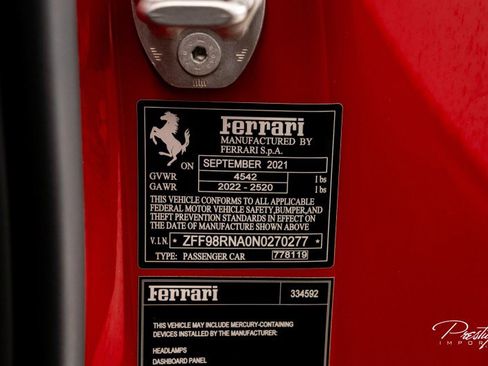 Ferrari
MANUFACTURED BY
FERRARI S.p.A.
ON SEPTEMBER 2021
GVWR 4542 lbs
GAWR 2022 - 2520 lbs
THIS VEHICLE CONFORMS TO ALL APPLICABLE
FEDERAL MOTOR VEHICLE SAFETY,BUMPER,AND
THEFT PREVENTION STANDARDS IN EFFECT ON
THE DATE OF MANUFACTURE SHOWN ABOVE
V.I.N. * ZFF98RNA0N0270277 *
TYPE: PASSENGER CAR 778119
Ferrari 334592
THIS VEHICLE MAY INCLUDE MERCURY-CONTAINING
DEVICES INSTALLED BY THE MANUFACTURER:
HEADLAMPS
DASHBOARD PANEL